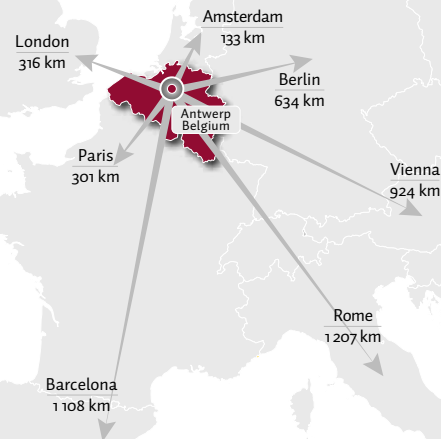 Amsterdam
133 km
London
316 km
Berlin
634 km
Antwerp
Belgium
Paris
301 km
Vienna
924 km
Rome
1 207 km
Barcelona
1 108 km